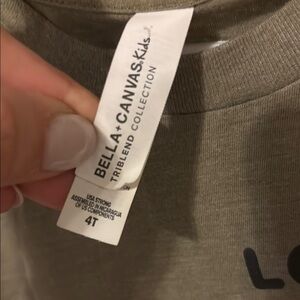 BELLA+CANVAS. Kids
TRIBLEND COLLECTION
USA STRONG
ASSEMBLED IN NICARAGUA
OF US COMPONENTS
4T
L